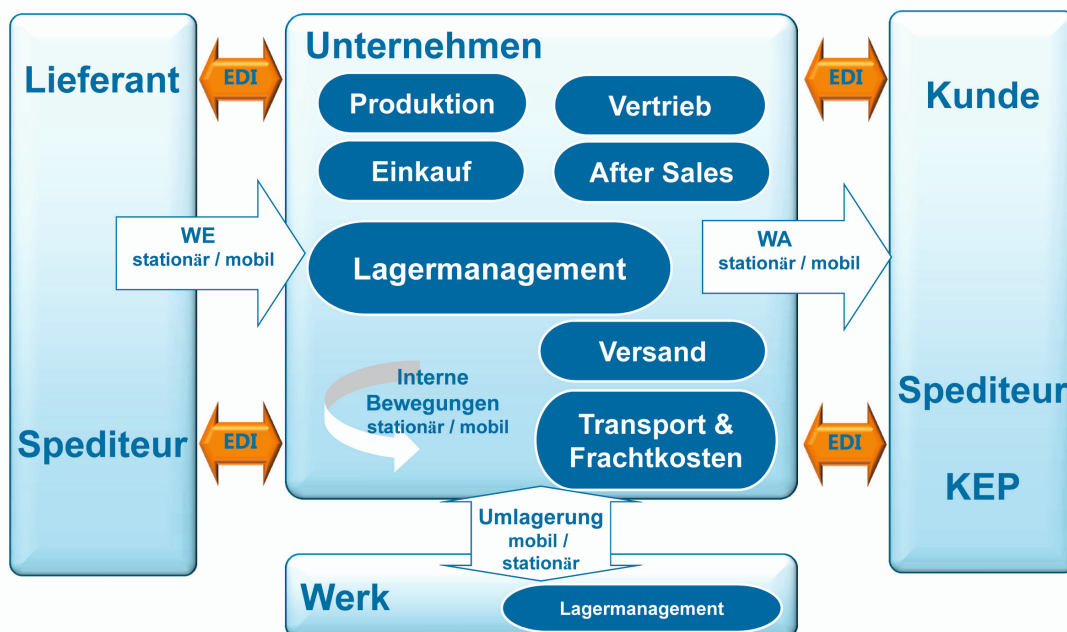 Lieferant
Spediteur
EDI
EDI
WE
stationär / mobil
Unternehmen
Produktion
Vertrieb
Einkauf
After Sales
Lagermanagement
Versand
Interne
Bewegungen
stationär / mobil
Transport &
Frachtkosten
EDI
EDI
WA
stationär / mobil
Kunde
Spediteur
KEP
Umlagerung
mobil /
stationär
Werk
Lagermanagement